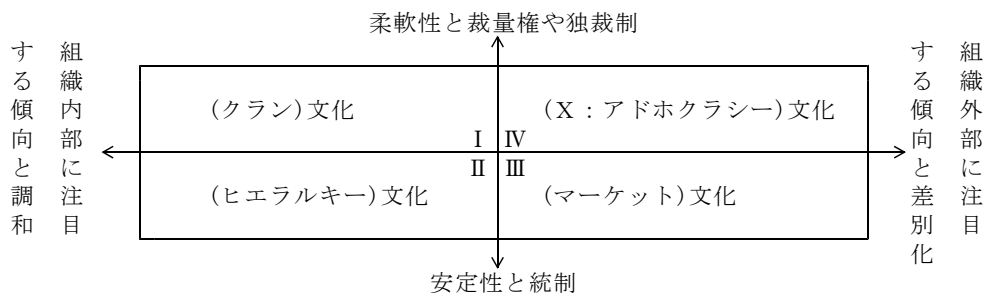 柔軟性と裁量権や独裁制
組織内部に注目
する傾向と調和
(クラン)文化
(X:アドホクラシー)文化
Ⅰ
Ⅳ
Ⅱ
Ⅲ
(ヒエラルキー)文化
(マーケット)文化
組織外部に注目
する傾向と差別化
安定性と統制